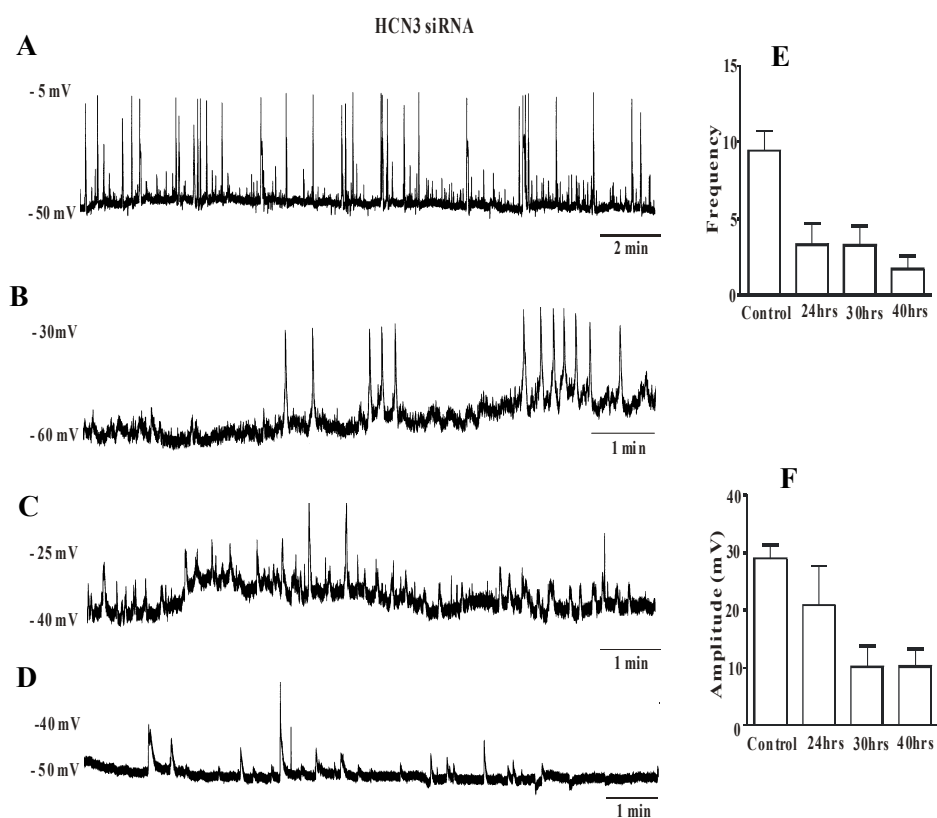 HCN3 siRNA
A
- 5 mV
- 50 mV
2 min
B
- 30mV
- 60 mV
1 min
C
- 25 mV
- 40 mV
1 min
D
-40 mV
- 50 mV
1 min
E
Frequency
15
10
5
0
Control 24hrs 30hrs 40hrs
F
Amplitude (mV)
40
30
20
10
0
Control 24hrs 30hrs 40hrs